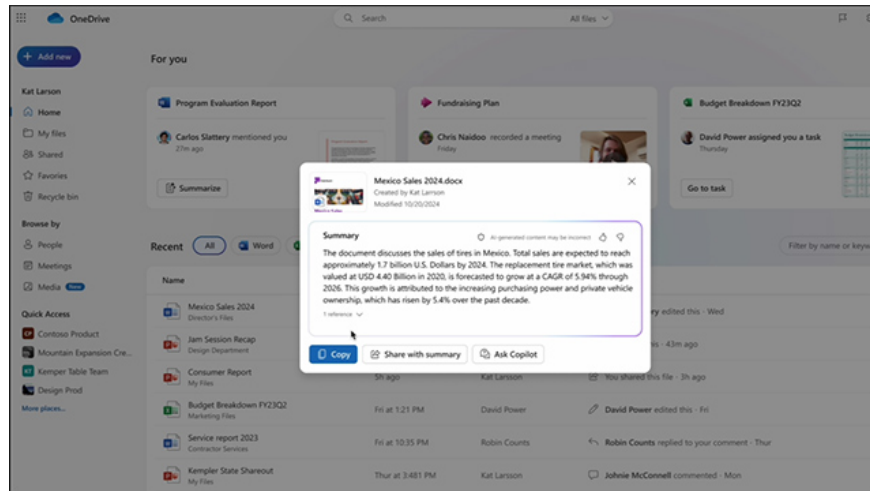 OneDrive
Search
All files
Add new
For you
Kat Larson
Home
My files
Shared
Favorites
Recycle bin
Browse by
People
Meetings
Media
Quick Access
Contoso Product
Mountain Expansion Cre...
Kemper Table Team
Design Prod
More places...
Program Evaluation Report
Carlos Slattery mentioned you
27m ago
Summarize
Fundraising Plan
Chris Naidoo recorded a meeting
Friday
Budget Breakdown FY23Q2
David Power assigned you a task
Thursday
Go to task
Mexico Sales 2024.docx
Created by Kat Larrson
Modified 10/20/2024
Summary
AI-generated content may be incorrect
The document discusses the sales of tires in Mexico. Total sales are expected to reach
approximately 1.7 billion U.S. Dollars by 2024. The replacement tire market, which was
valued at USD 4.40 Billion in 2020, is forecasted to grow at a CAGR of 5.94% through
2026. This growth is attributed to the increasing purchasing power and private vehicle
ownership, which has risen by 5.4% over the past decade.
1 reference
Copy
Share with summary
Ask Copilot
Recent
All
Word
Filter by name or keyw
Name
Mexico Sales 2024
Director's Files
ry edited this · Wed
Jam Session Recap
Design Department
43m ago
Consumer Report
My Files
5h ago
Kat Larsson
You shared this file · 3h ago
Budget Breakdown FY23Q2
Marketing Files
Fri at 1:21 PM
David Power
David Power edited this · Fri
Service report 2023
Contractor Services
Fri at 10:35 PM
Robin Counts
Robin Counts replied to your comment · Thur
Kempler State Shareout
My Files
Thur at 3:481 PM
Kat Larsson
Johnie McConnell commented · Mon